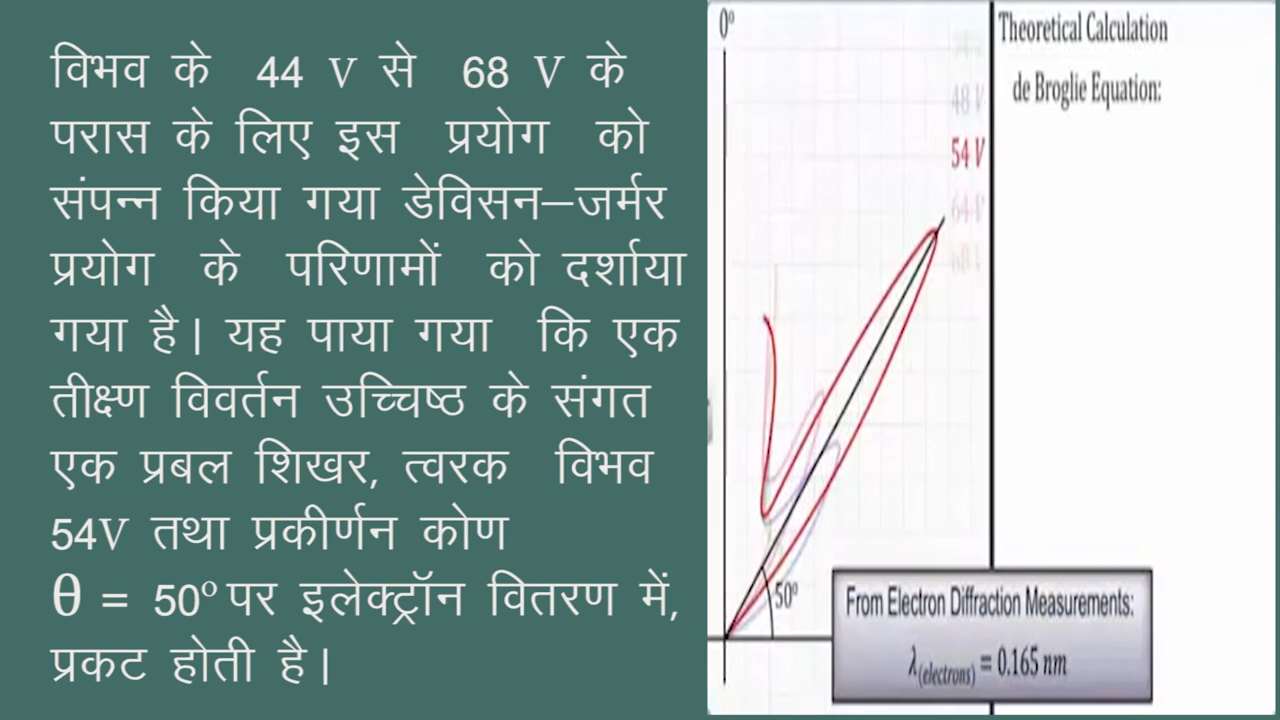 विभव के 44 V से 68 V के
परास के लिए इस प्रयोग को
संपन्न किया गया डेविसन–जर्मर
प्रयोग के परिणामों को दर्शाया
गया है। यह पाया गया कि एक
तीक्ष्ण विवर्तन उच्चिष्ठ के संगत
एक प्रबल शिखर, त्वरक विभव
54V तथा प्रकीर्णन कोण
θ = 50° पर इलेक्ट्रॉन वितरण में,
प्रकट होती है।
0°
Theoretical Calculation
de Broglie Equation:
48 V
54 V
64 V
68 V
50°
From Electron Diffraction Measurements:
λ(electrons) = 0.165 nm